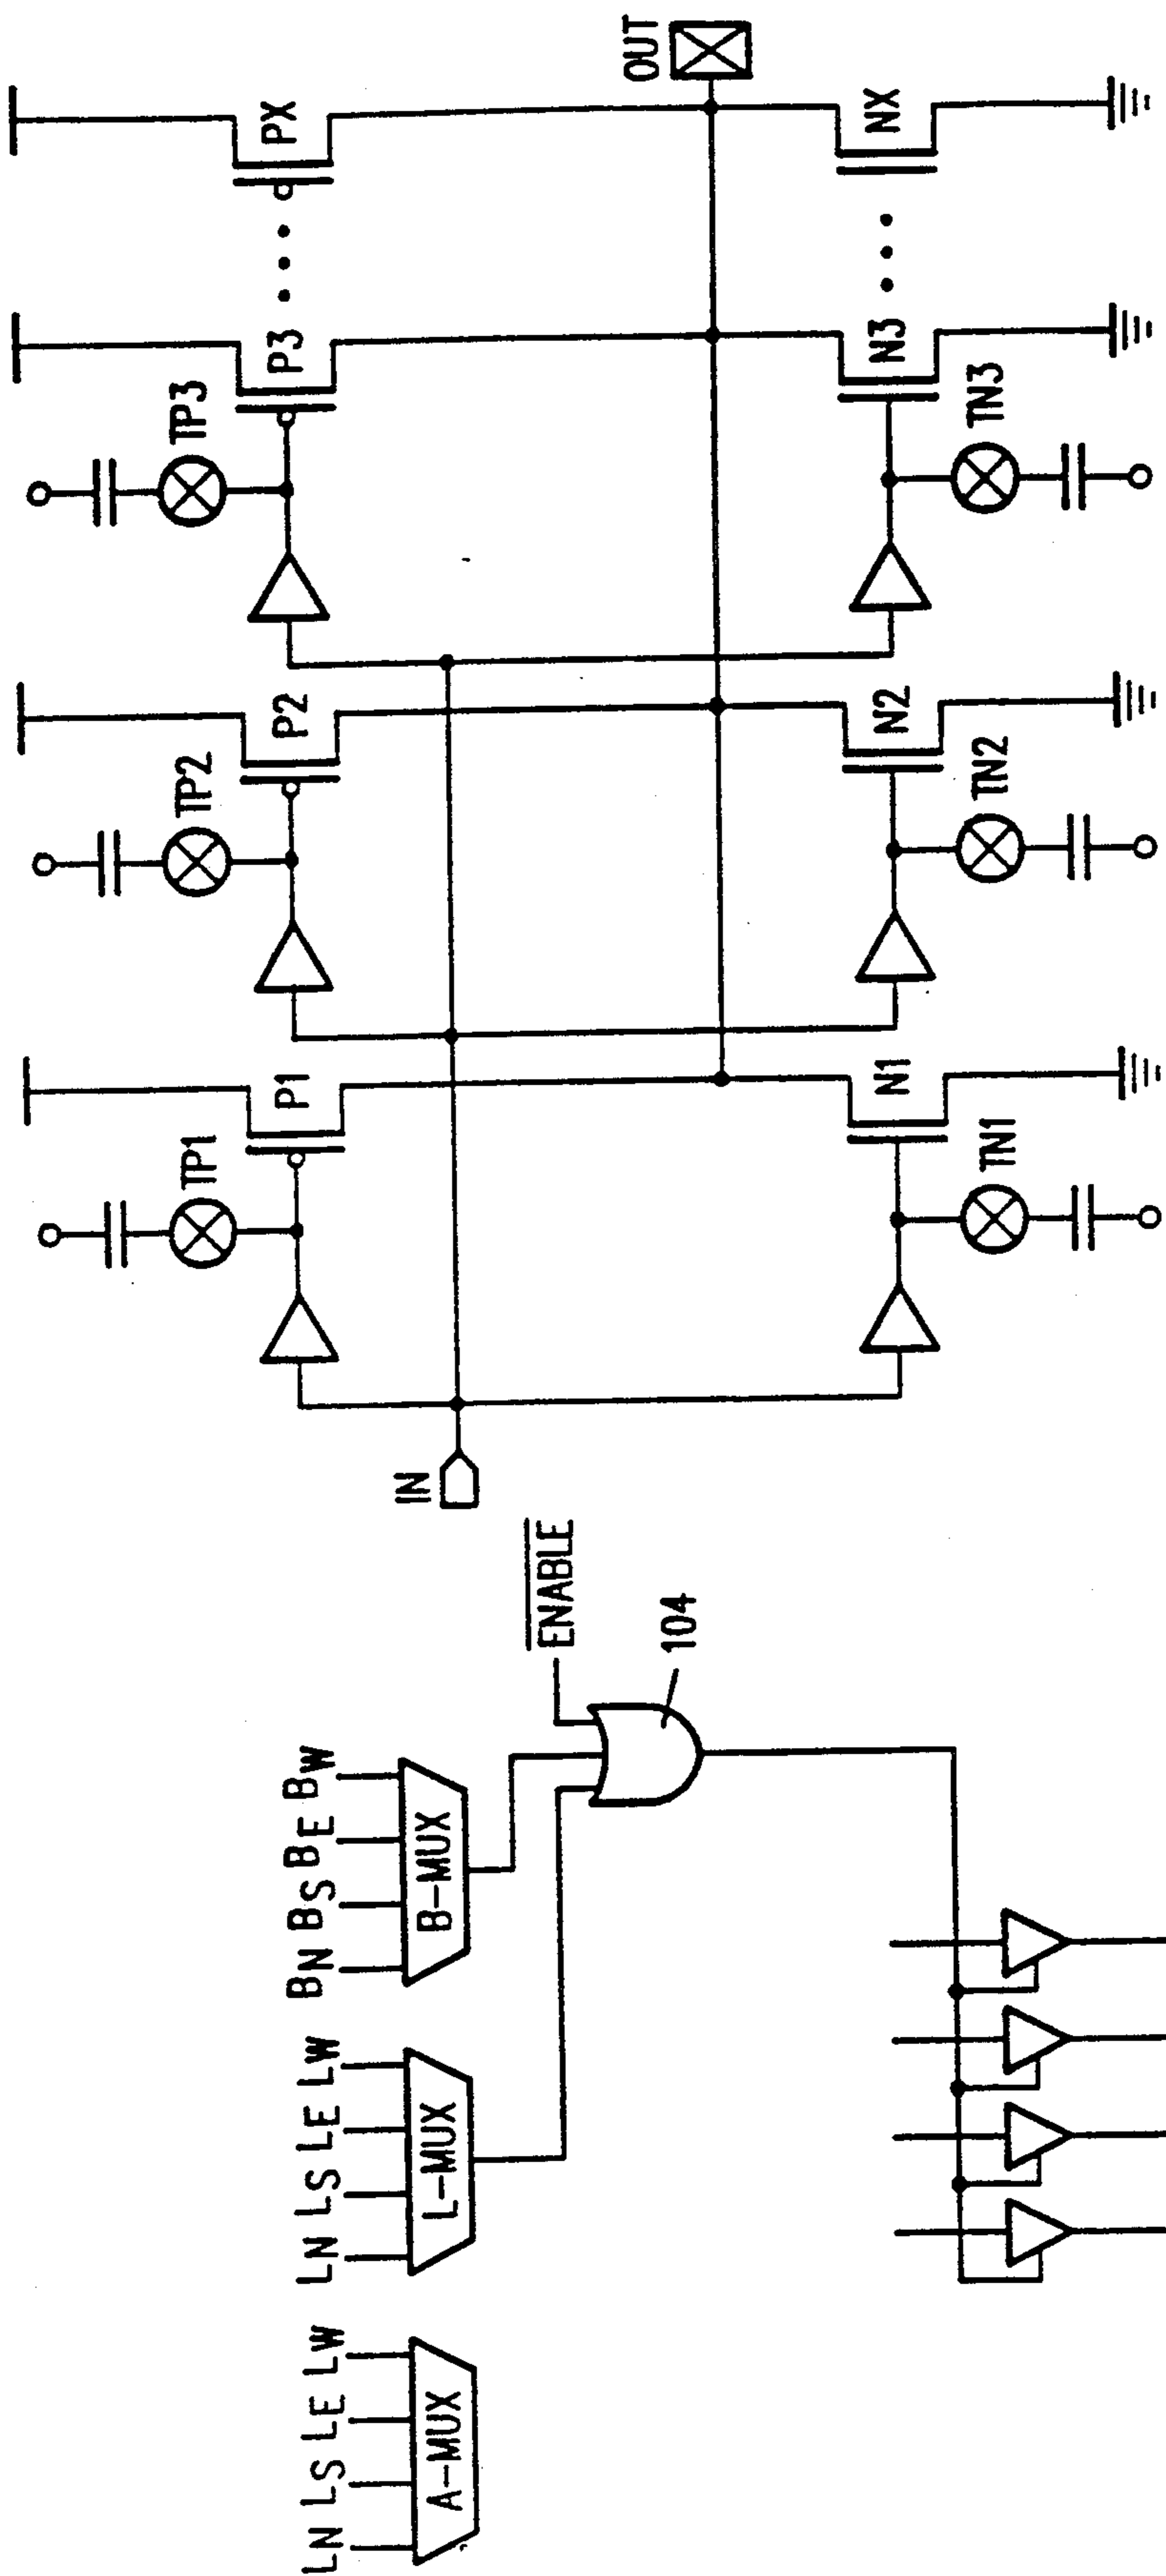 LN LS LE LW
A-MUX
LN LS LE LW
L-MUX
BN BS BE BW
B-MUX
ENABLE
104
IN
TP1
P1
TP2
P2
TP3
P3
PX
OUT
N1
TN1
N2
TN2
N3
TN3
NX